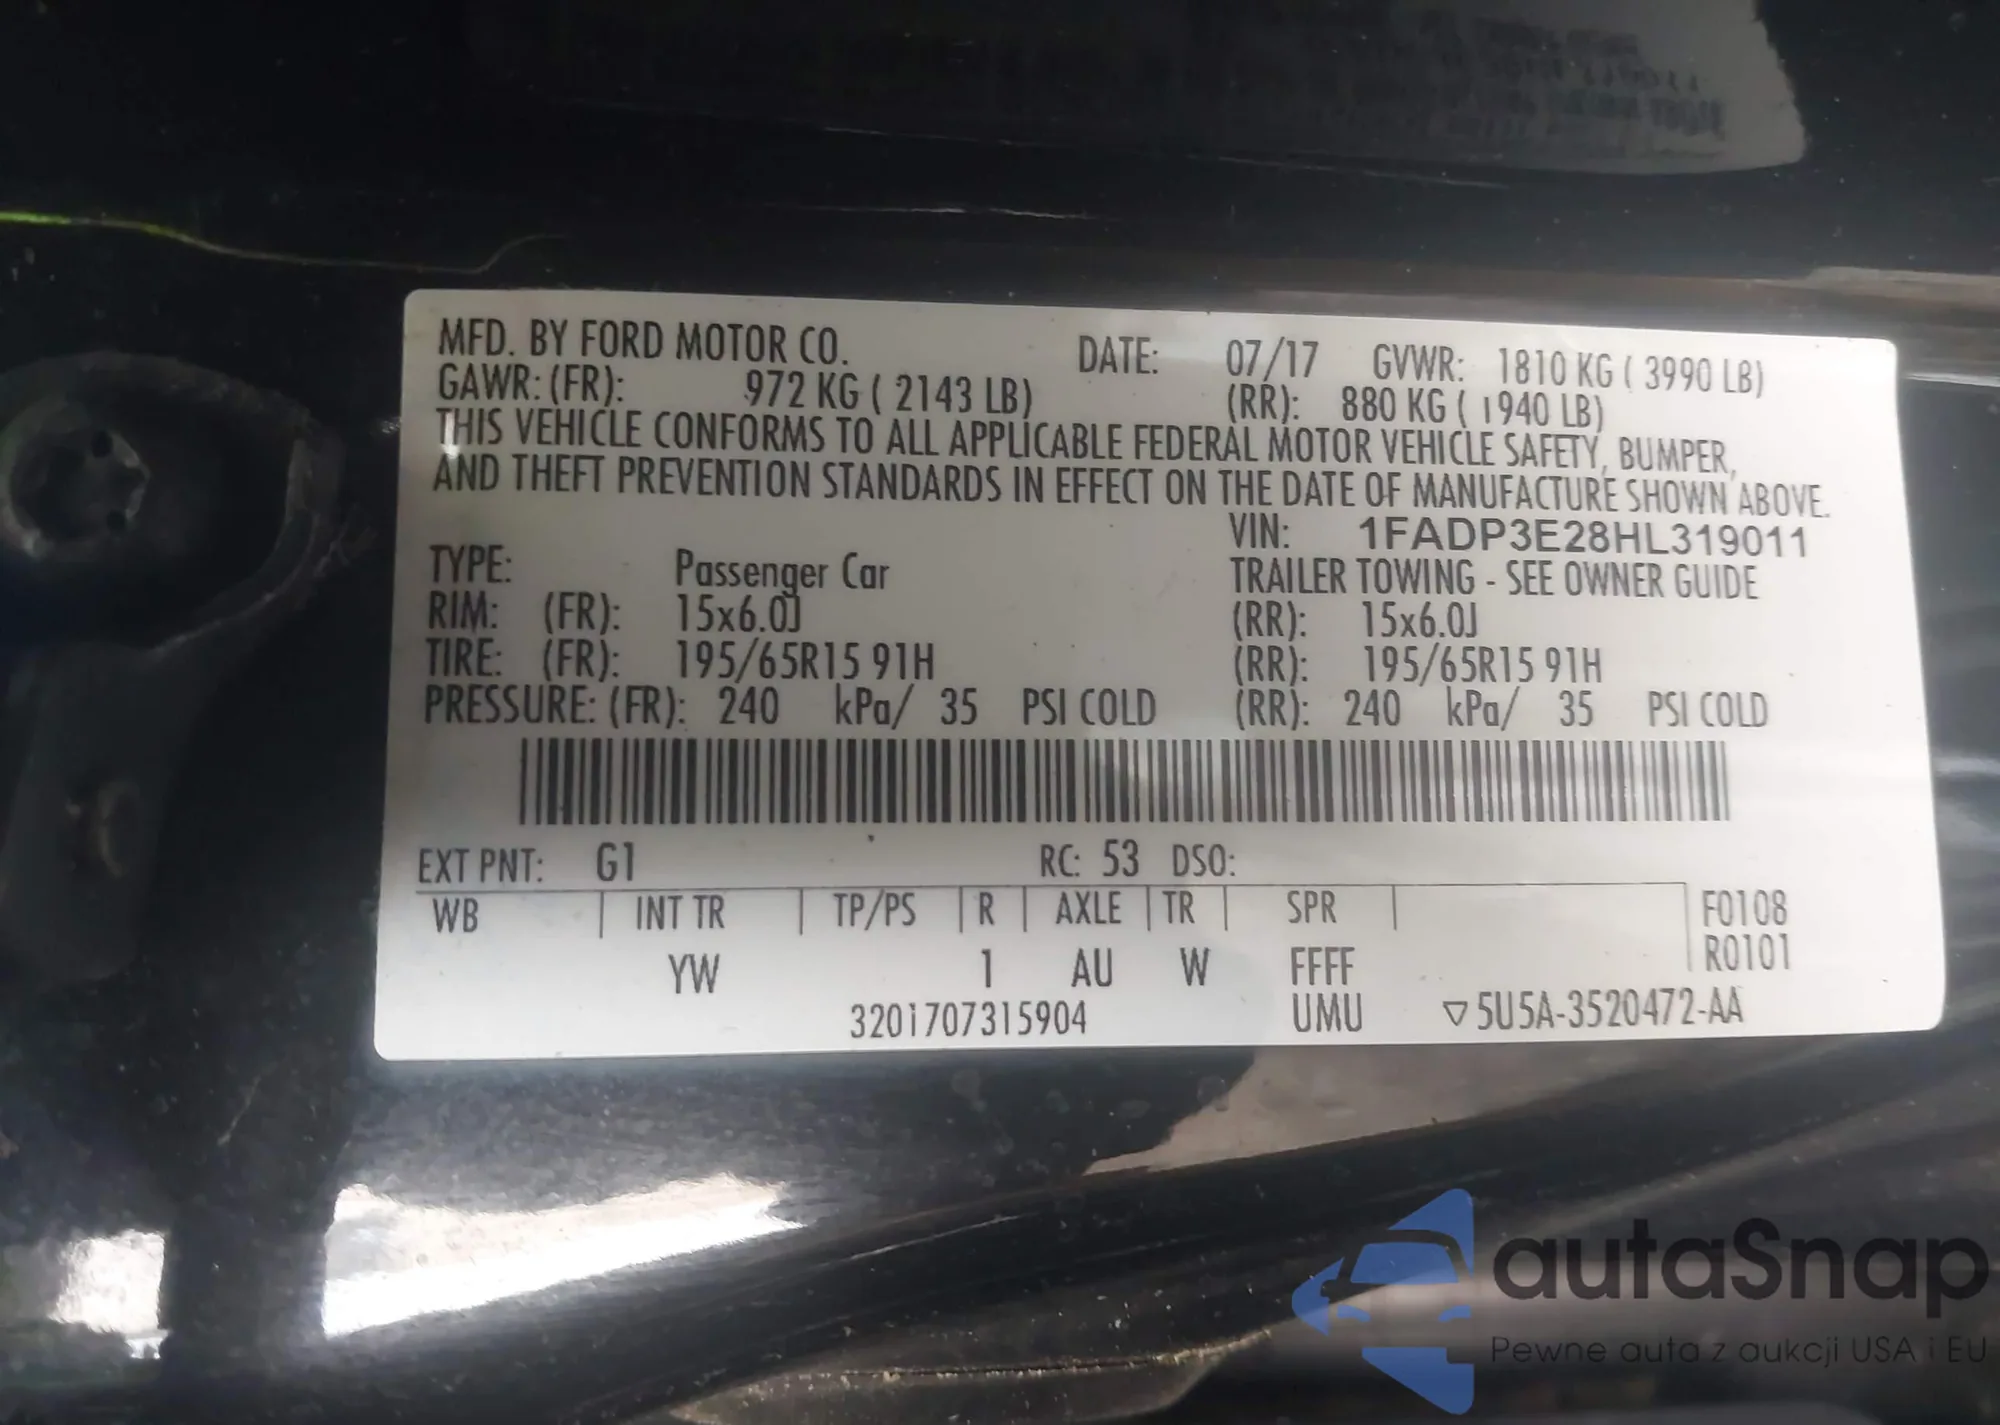 MFD. BY FORD MOTOR CO. DATE: 07/17 GVWR: 1810 KG ( 3990 LB)
GAWR: (FR): 972 KG ( 2143 LB) (RR): 880 KG ( 1940 LB)
THIS VEHICLE CONFORMS TO ALL APPLICABLE FEDERAL MOTOR VEHICLE SAFETY, BUMPER,
AND THEFT PREVENTION STANDARDS IN EFFECT ON THE DATE OF MANUFACTURE SHOWN ABOVE.
VIN: 1FADP3E28HL319011
TYPE: Passenger Car TRAILER TOWING - SEE OWNER GUIDE
RIM: (FR): 15x6.0J (RR): 15x6.0J
TIRE: (FR): 195/65R15 91H (RR): 195/65R15 91H
PRESSURE: (FR): 240 kPa/ 35 PSI COLD (RR): 240 kPa/ 35 PSI COLD
EXT PNT: G1 RC: 53 DSO:
WB INT TR TP/PS R AXLE TR SPR F0108
YW 1 AU W FFFF R0101
3201707315904 UMU ▽5U5A-3520472-AA
autaSnap
Pewne auta z aukcji USA i EU